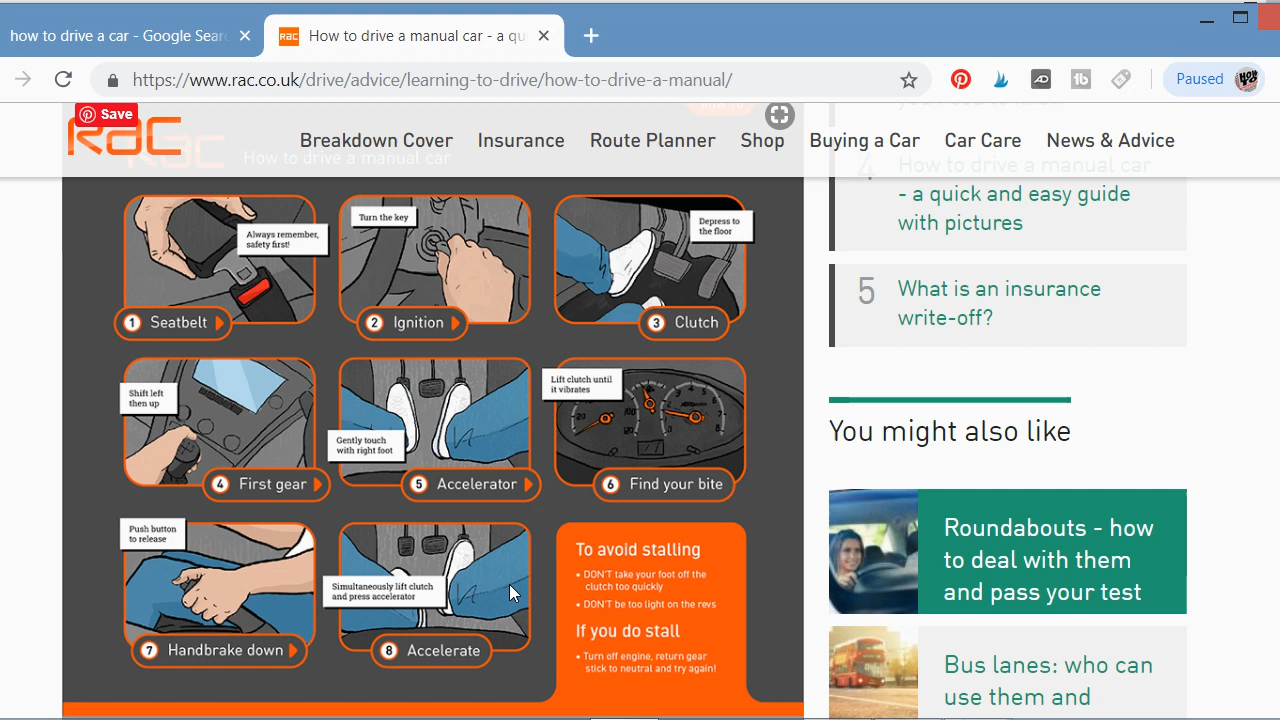 how to drive a car - Google Sear
RAC How to drive a manual car - a qu
https://www.rac.co.uk/drive/advice/learning-to-drive/how-to-drive-a-manual/
Paused
Save
RAC
Breakdown Cover Insurance Route Planner Shop Buying a Car Car Care News & Advice
How to drive a manual car
4 How to drive a manual car
- a quick and easy guide
with pictures
5 What is an insurance
write-off?
Always remember,
safety first!
1 Seatbelt
Turn the key
2 Ignition
Depress to
the floor
3 Clutch
Shift left
then up
4 First gear
Gently touch
with right foot
5 Accelerator
Lift clutch until
it vibrates
6 Find your bite
Push button
to release
7 Handbrake down
Simultaneously lift clutch
and press accelerator
8 Accelerate
To avoid stalling
• DON'T take your foot off the
clutch too quickly
• DON'T be too light on the revs
If you do stall
• Turn off engine, return gear
stick to neutral and try again!
You might also like
Roundabouts - how
to deal with them
and pass your test
Bus lanes: who can
use them and